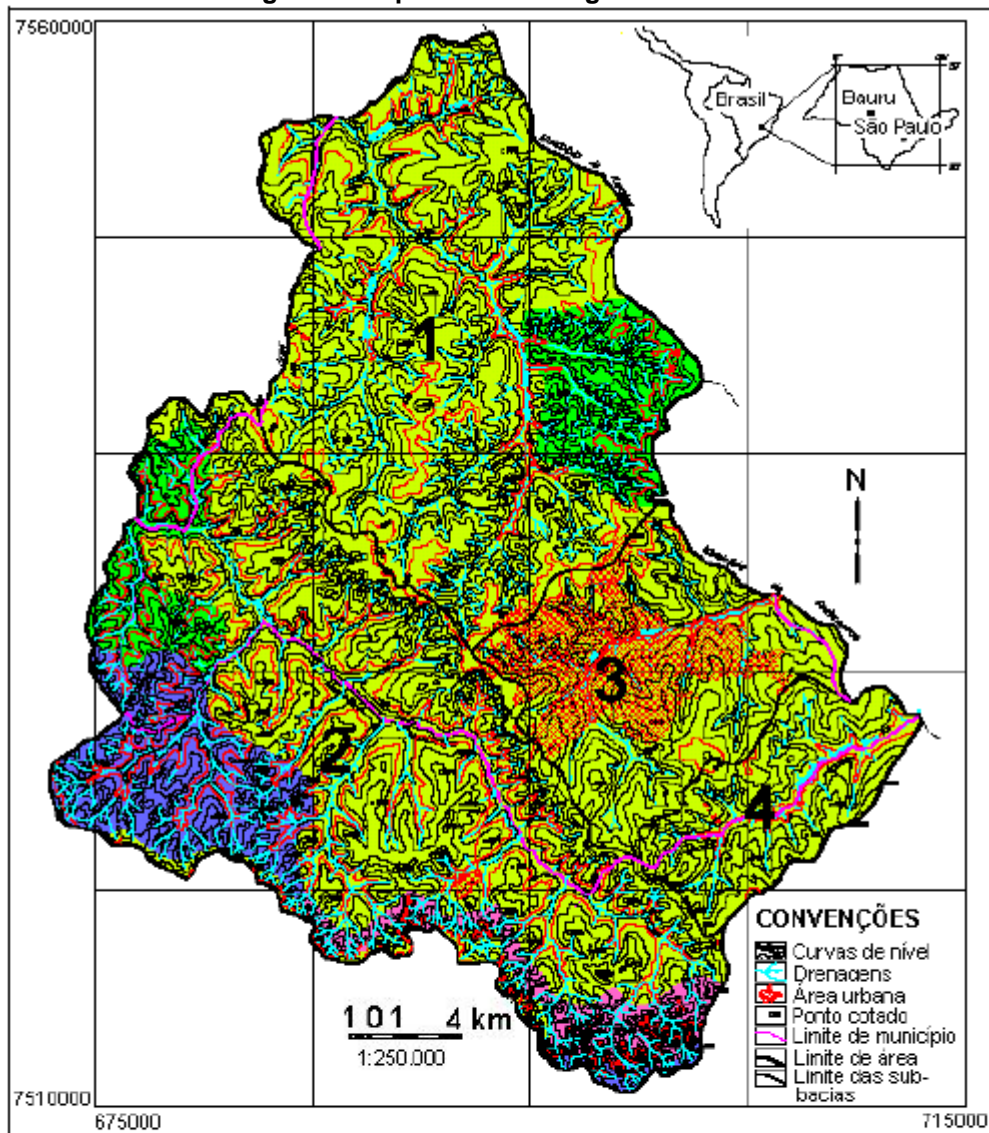 7560000
Brasil
Bauru
São Paulo
1
N
3
2
4
CONVENÇÕES
Curvas de nível
Drenagens
Área urbana
Ponto cotado
Limite de município
Limite de área
Limite das sub-
bacias
1 0 1 4 km
1:250.000
7510000
675000
715000